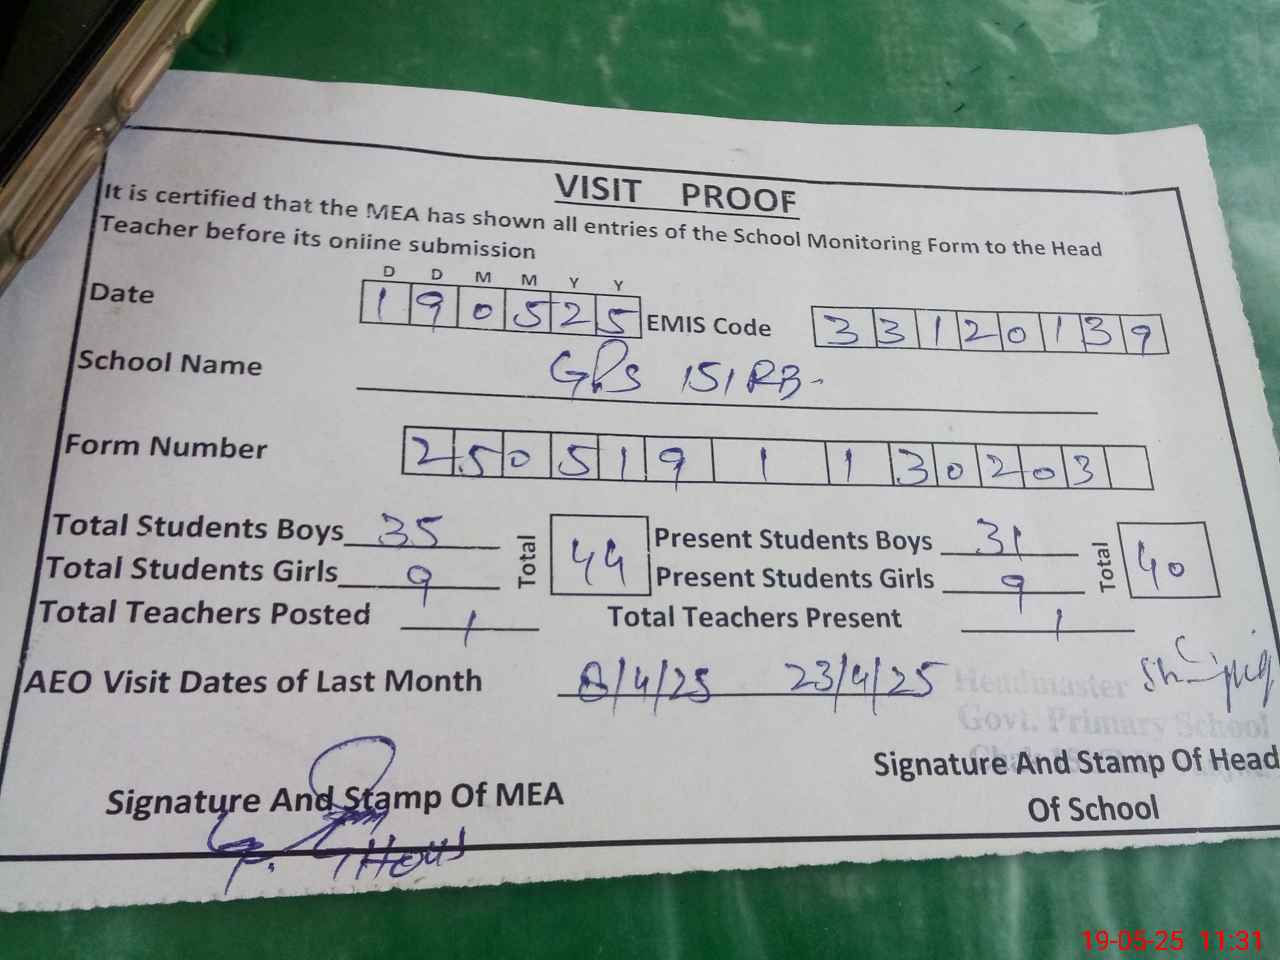 VISIT PROOF
It is certified that the MEA has shown all entries of the School Monitoring Form to the Head
Teacher before its online submission
D D M M Y Y
Date 1 9 0 5 2 5 EMIS Code 3 3 1 2 0 1 3 9
School Name GPS 151 RB-
Form Number 2 5 0 5 1 9 1 1 3 0 2 0 3
Total Students Boys 35 Total 44 Present Students Boys 31 Total 40
Total Students Girls 9 Present Students Girls 9
Total Teachers Posted 1 Total Teachers Present 1
AEO Visit Dates of Last Month 8/4/25 23/4/25
Headmaster
Govt. Primary School
Signature And Stamp Of MEA
Signature And Stamp Of Head
Of School
19-05-25 11:31